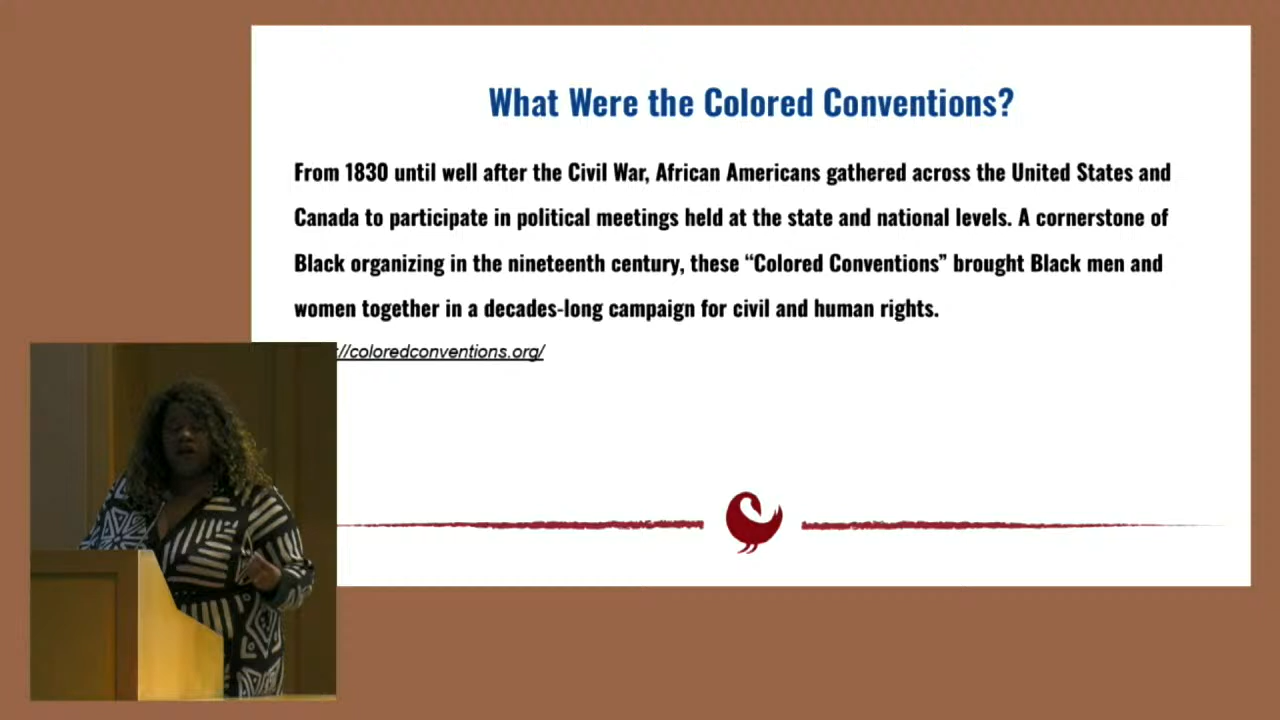 What Were the Colored Conventions?
From 1830 until well after the Civil War, African Americans gathered across the United States and
Canada to participate in political meetings held at the state and national levels. A cornerstone of
Black organizing in the nineteenth century, these “Colored Conventions” brought Black men and
women together in a decades-long campaign for civil and human rights.
//coloredconventions.org/